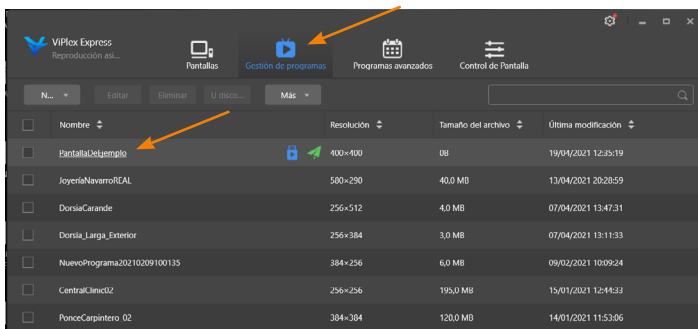 ViPlex Express
Reproducción asi...
Pantallas
Gestión de programas
Programas avanzados
Control de Pantalla
N...
Editar
Eliminar
U disco...
Más
Nombre Resolución Tamaño del archivo Última modificación
PantallaDeEjemplo 400×400 0B 19/04/2021 12:35:19
JoyeríaNavarroREAL 580×290 40,0 MB 13/04/2021 20:28:59
DorsiaCarande 256×512 4,0 MB 07/04/2021 13:47:31
Dorsia_Larga_Exterior 256×384 3,0 MB 07/04/2021 13:11:33
NuevoPrograma20210209100135 384×256 6,0 MB 09/02/2021 10:09:24
CentralClinic02 256×256 195,0 MB 15/01/2021 12:44:33
PonceCarpintero_02 384×384 120,0 MB 14/01/2021 11:53:06